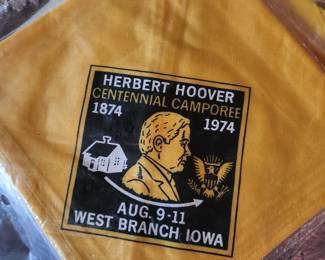 HERBERT HOOVER
CENTENNIAL CAMPOREE
1874 1974
AUG. 9-11
WEST BRANCH IOWA